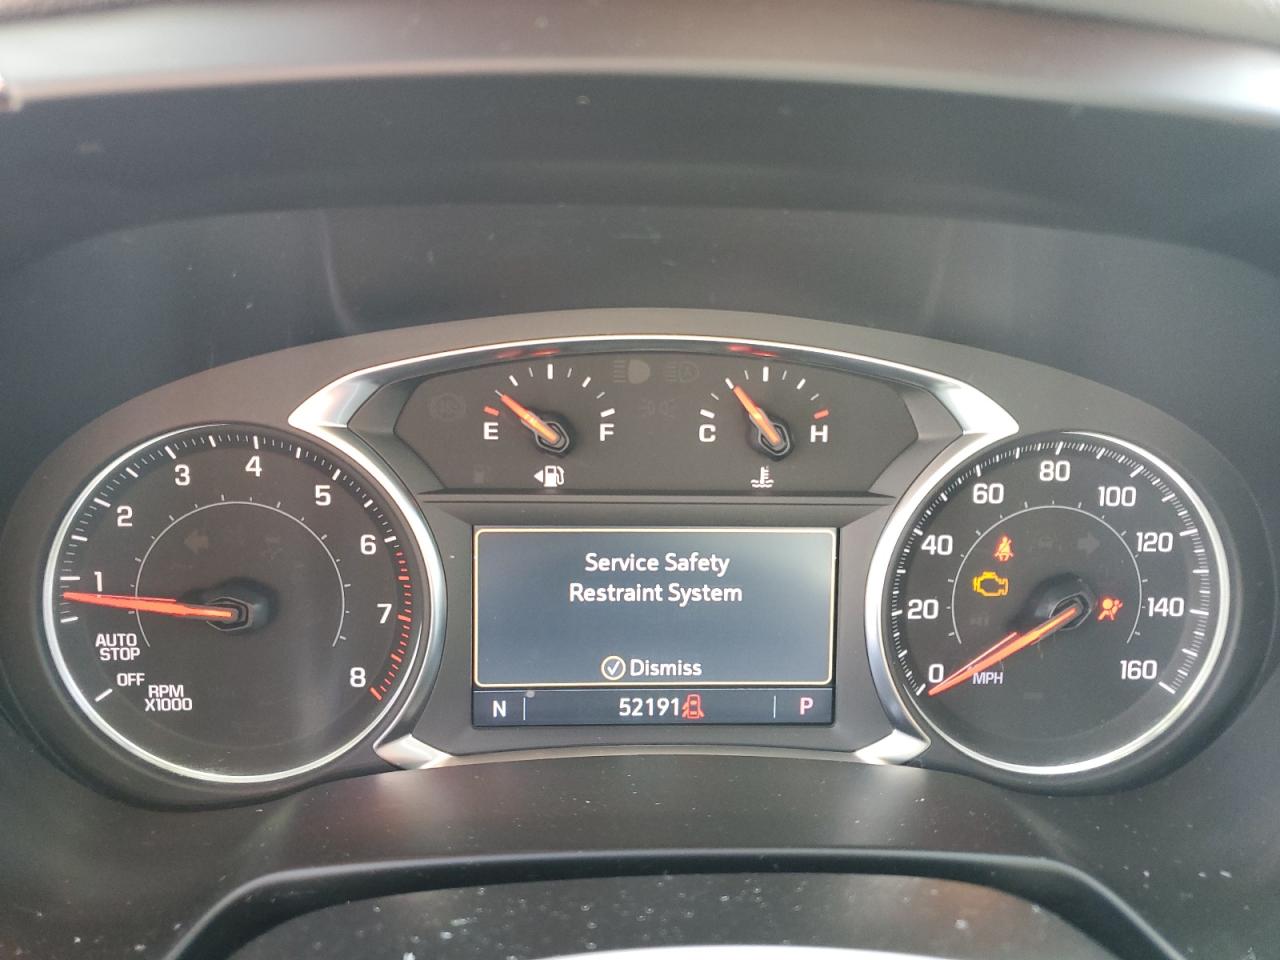 E
F
C
H
1
2
3
4
5
6
7
8
AUTO
STOP
OFF
RPM
X1000
Service Safety
Restraint System
Dismiss
N
52191
P
0
20
40
60
80
100
120
140
160
MPH